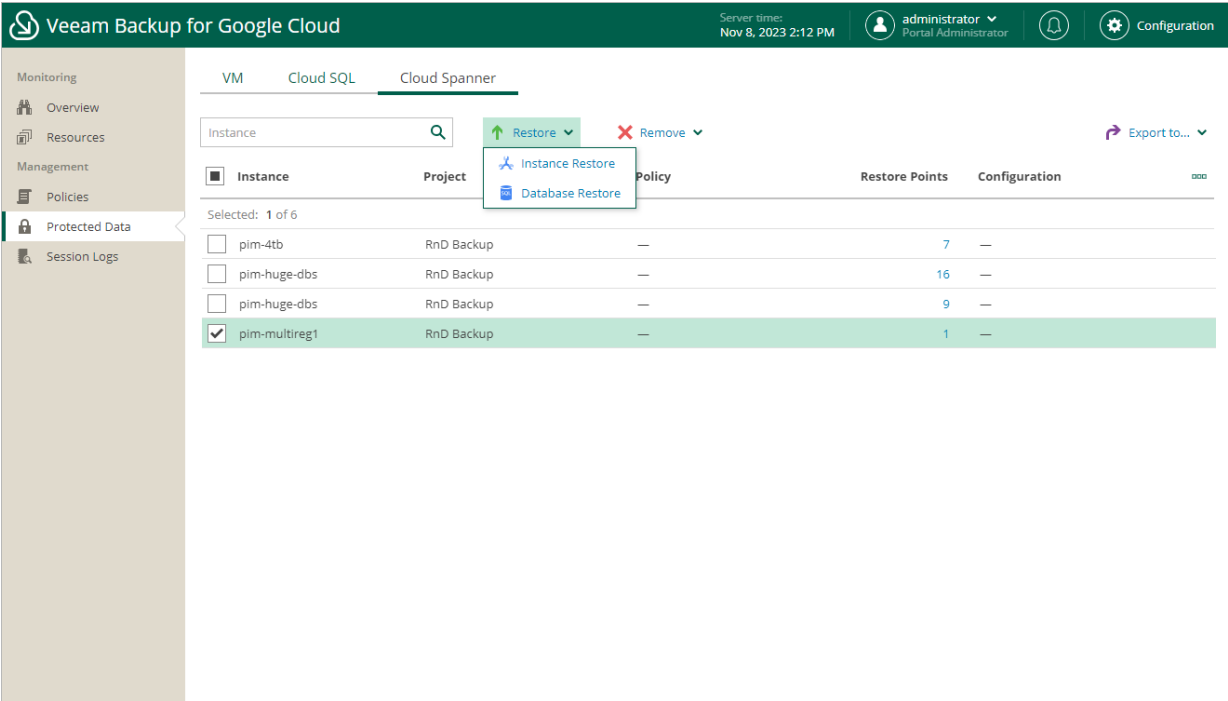 Veeam Backup for Google Cloud
Server time:
Nov 8, 2023 2:12 PM
administrator
Portal Administrator
Configuration
Monitoring
Overview
Resources
Management
Policies
Protected Data
Session Logs
VM Cloud SQL Cloud Spanner
Instance Restore Remove Export to...
Instance Restore
Database Restore
Instance Project Policy Restore Points Configuration
Selected: 1 of 6
pim-4tb RnD Backup — 7 —
pim-huge-dbs RnD Backup — 16 —
pim-huge-dbs RnD Backup — 9 —
pim-multireg1 RnD Backup — 1 —